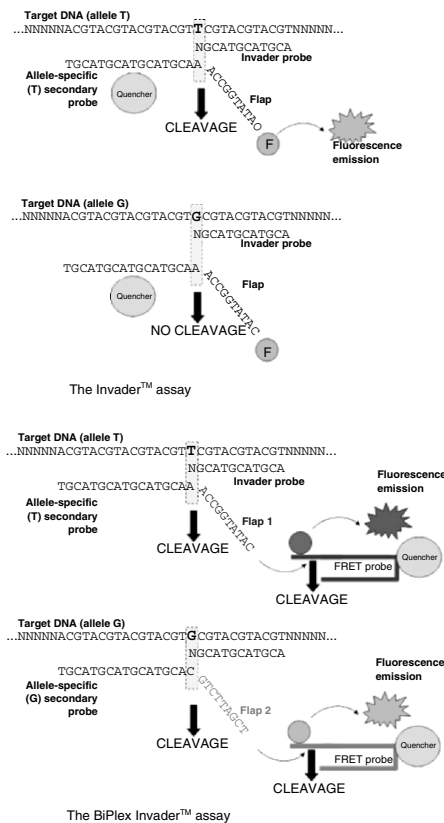 Target DNA (allele T)
...NNNNNACGTACGTACGTACGTTCGTACGTACGTNNNNN...
NGCATGCATGCA
Invader probe
TGCATGCATGCATGCAA
ACCGGTATAO
Allele-specific
(T) secondary
probe
Quencher
Flap
CLEAVAGE
F
Fluorescence
emission
Target DNA (allele G)
...NNNNNACGTACGTACGTACGTGCGTACGTACGTNNNNN...
NGCATGCATGCA
Invader probe
TGCATGCATGCATGCAA
ACCGGTATAC
Quencher
Flap
NO CLEAVAGE
F
The Invader™ assay
Target DNA (allele T)
...NNNNNACGTACGTACGTACGTTCGTACGTACGTNNNNN...
NGCATGCATGCA
Invader probe
TGCATGCATGCATGCAA
ACCGGTATAC
Allele-specific
(T) secondary
probe
Flap 1
CLEAVAGE
Fluorescence
emission
Quencher
FRET probe
CLEAVAGE
Target DNA (allele G)
...NNNNNACGTACGTACGTACGTGCGTACGTACGTNNNNN...
NGCATGCATGCA
TGCATGCATGCATGCAC
GTCTTAGCT
Allele-specific
(G) secondary
probe
Flap 2
CLEAVAGE
Fluorescence
emission
Quencher
FRET probe
CLEAVAGE
The BiPlex Invader™ assay